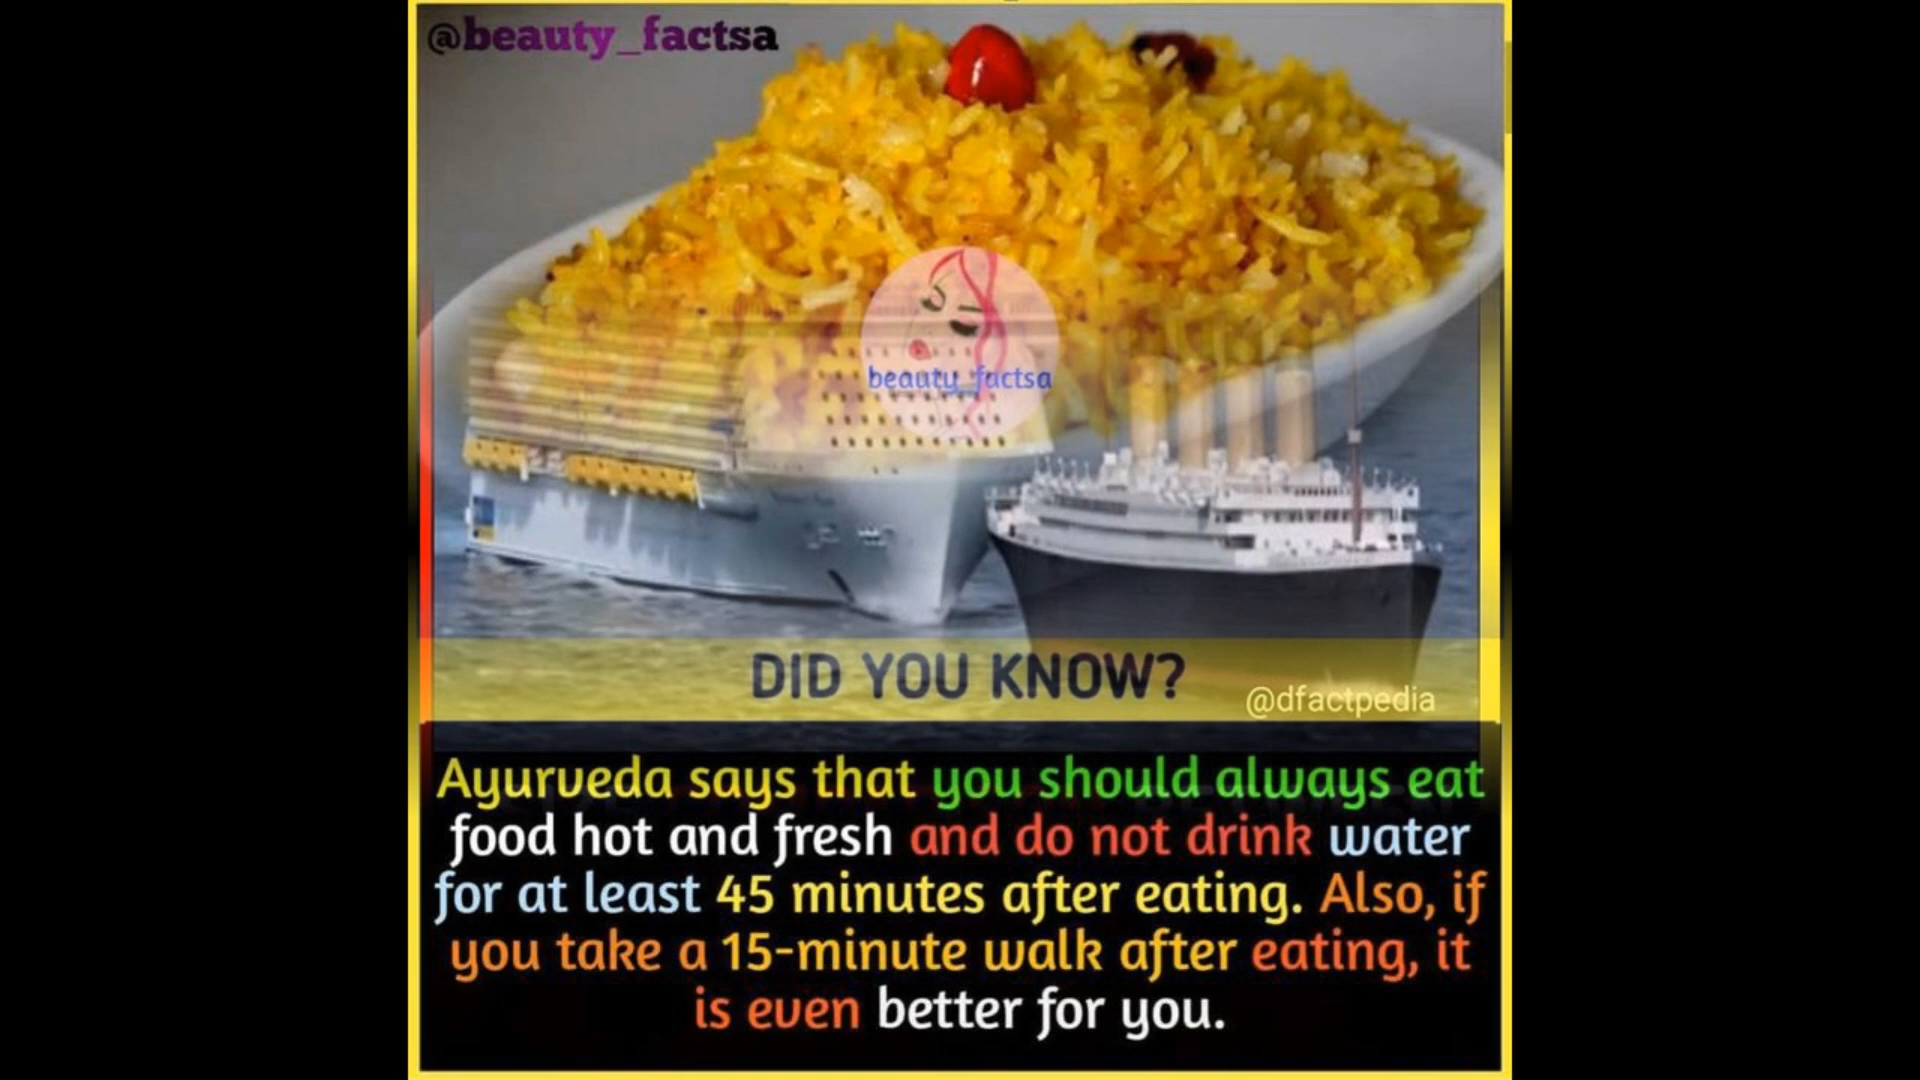 @beauty_factsa
beauty_factsa
DID YOU KNOW?
@dfactpedia
Ayurveda says that you should always eat
food hot and fresh and do not drink water
for at least 45 minutes after eating. Also, if
you take a 15-minute walk after eating, it
is even better for you.